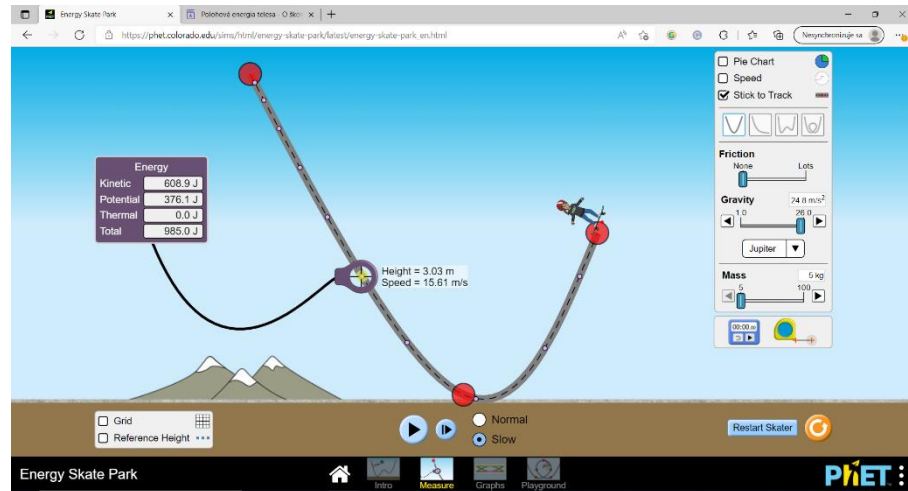 Energy Skate Park
Polohová energia telesa - O ško
https://phet.colorado.edu/sims/html/energy-skate-park/latest/energy-skate-park_en.html
Nesynchronizuje sa
Pie Chart
Speed
Stick to Track
Friction
None Lots
Gravity 24.8 m/s²
1.0 26.0
Jupiter
Mass 5 kg
5 100
00:00.00
Energy
Kinetic 608.9 J
Potential 376.1 J
Thermal 0.0 J
Total 985.0 J
Height = 3.03 m
Speed = 15.61 m/s
Grid
Reference Height
Normal
Slow
Restart Skater
Energy Skate Park
Intro
Measure
Graphs
Playground
PhET